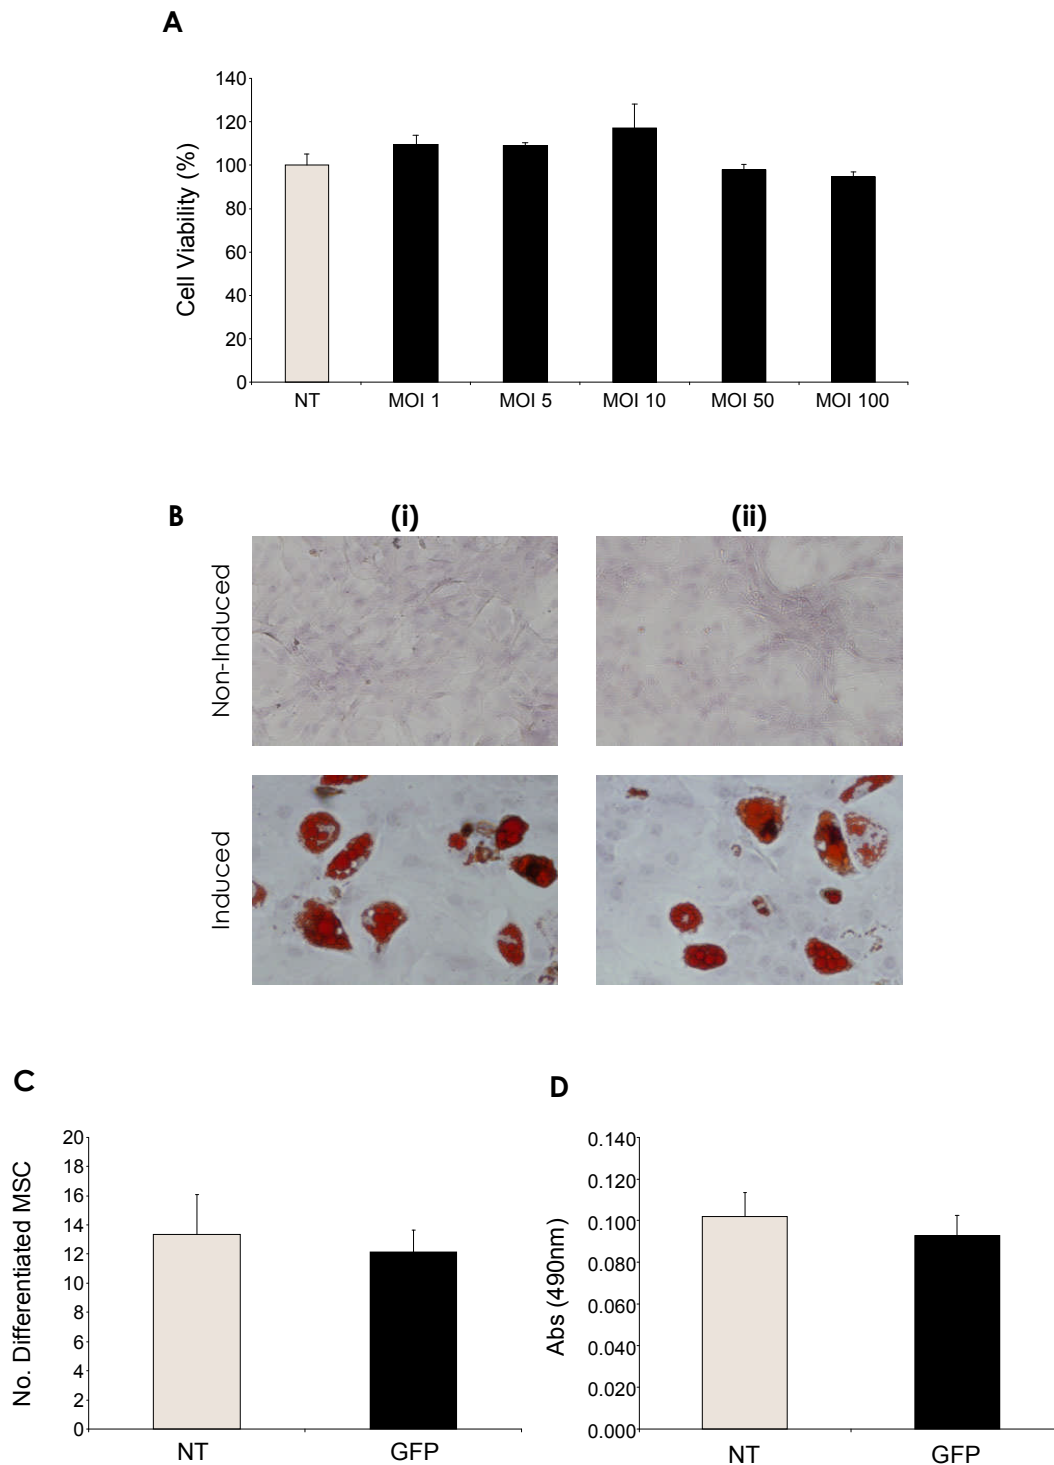 A
140
120
100
80
60
40
20
0
Cell Viability (%)
NT MOI 1 MOI 5 MOI 10 MOI 50 MOI 100
B (i) (ii)
Non-Induced
Induced
C
20
18
16
14
12
10
8
6
4
2
0
No. Differentiated MSC
NT GFP
D
0.140
0.120
0.100
0.080
0.060
0.040
0.020
0.000
Abs (490nm)
NT GFP